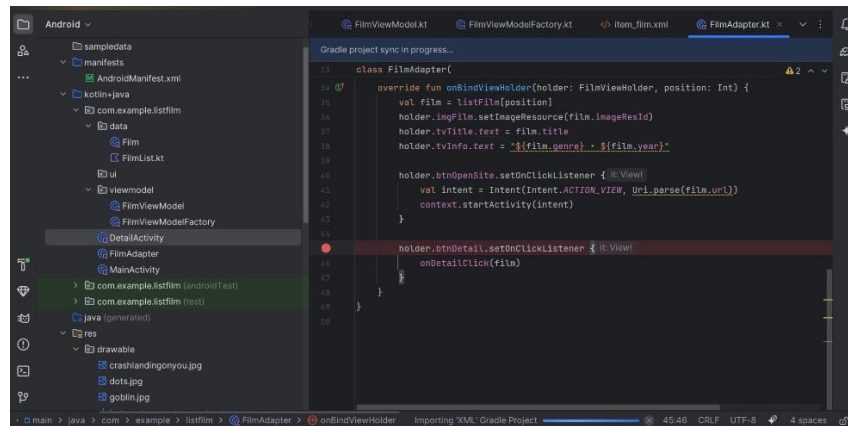 Android
FilmViewModel.kt
FilmViewModelFactory.kt
</> item_film.xml
FilmAdapter.kt
Gradle project sync in progress...
sampledata
manifests
AndroidManifest.xml
kotlin+java
com.example.listfilm
data
Film
FilmList.kt
ui
viewmodel
FilmViewModel
FilmViewModelFactory
DetailActivity
FilmAdapter
MainActivity
com.example.listfilm (androidTest)
com.example.listfilm (test)
java (generated)
res
drawable
crashlandingonyou.jpg
dots.jpg
goblin.jpg
2
13 class FilmAdapter(
34 override fun onBindViewHolder(holder: FilmViewHolder, position: Int) {
35 val film = listFilm[position]
36 holder.imgFilm.setImageResource(film.imageResId)
37 holder.tvTitle.text = film.title
38 holder.tvInfo.text = "${film.genre} • ${film.year}"
39
40 holder.btnOpenSite.setOnClickListener { it: View!
41 val intent = Intent(Intent.ACTION_VIEW, Uri.parse(film.url))
42 context.startActivity(intent)
43 }
44
holder.btnDetail.setOnClickListener { it: View!
46 onDetailClick(film)
47 }
48 }
49 }
50
main > java > com > example > listfilm > FilmAdapter > onBindViewHolder
Importing 'XML' Gradle Project
45:46 CRLF UTF-8 4 spaces